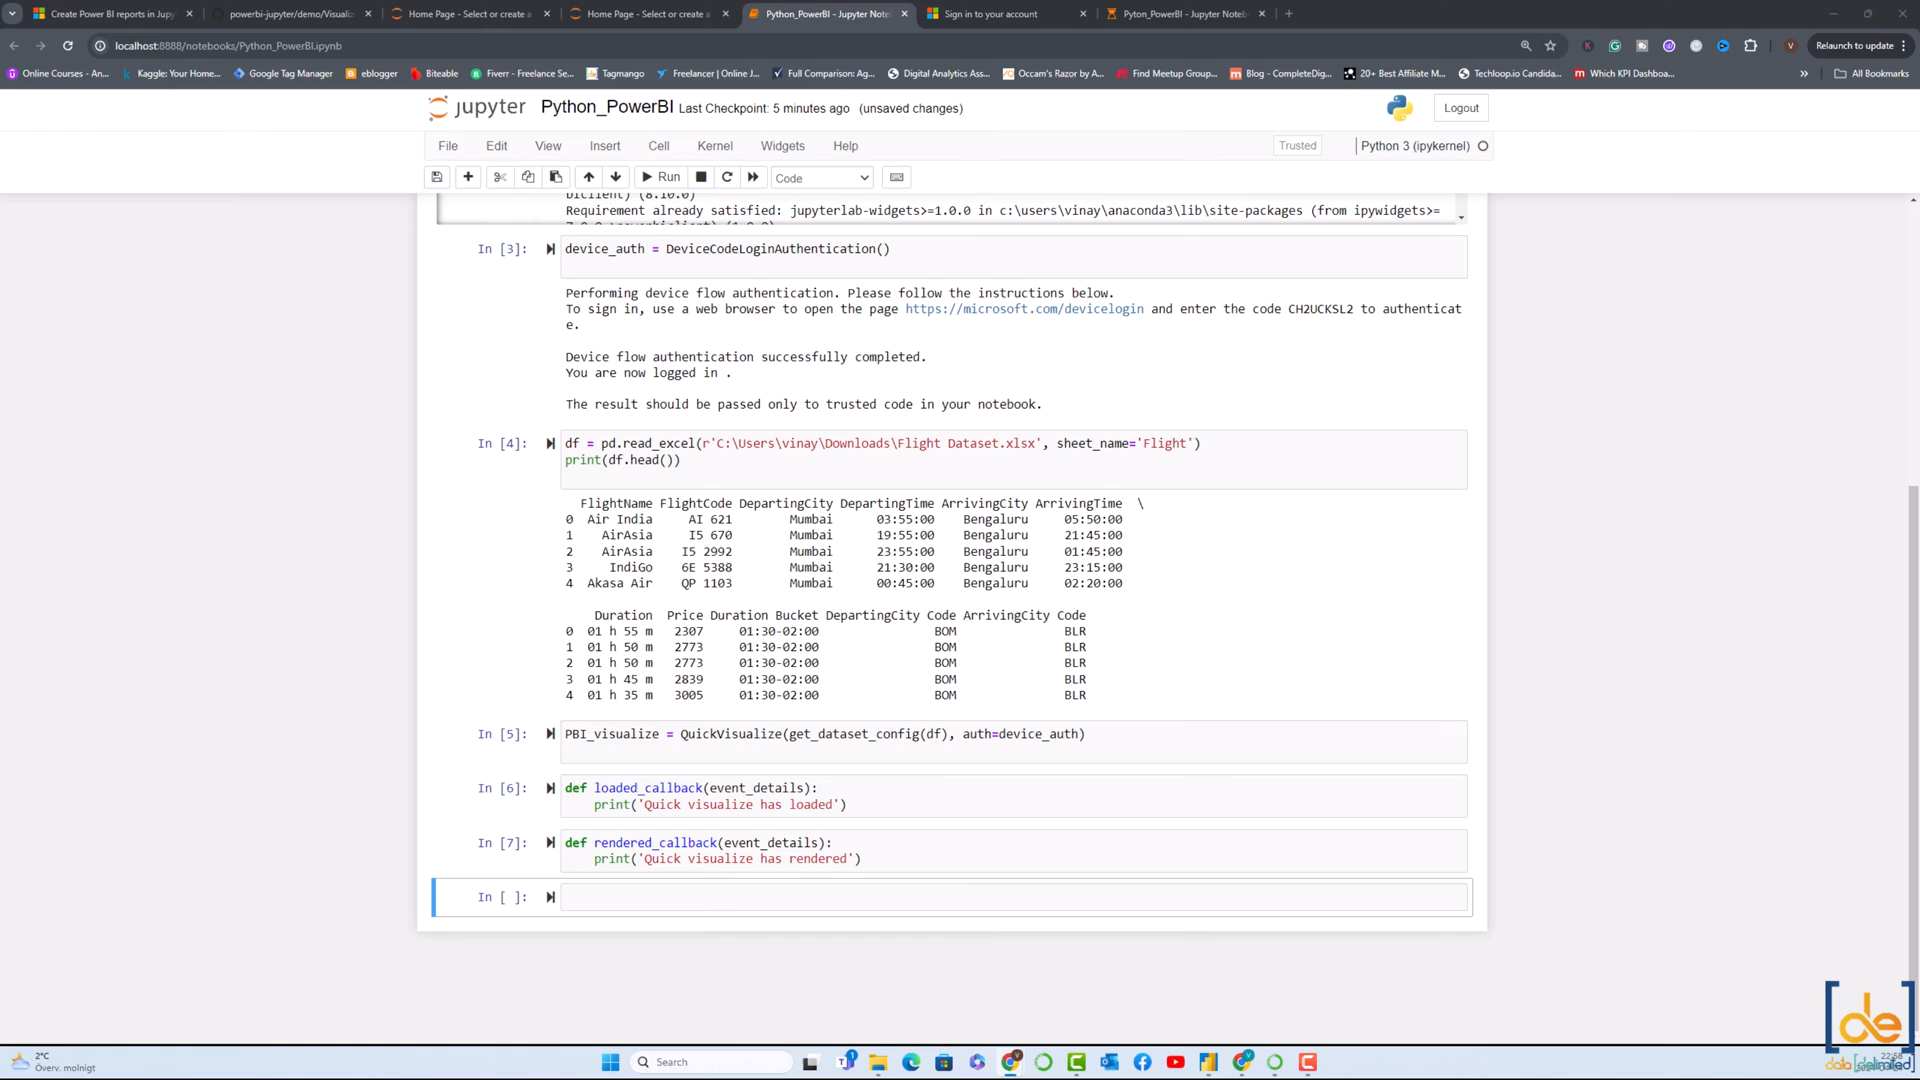 Create Power BI reports in Jup
powerbi-jupyter/demo/Visualiz
Home Page - Select or create a
Home Page - Select or create a
Python_PowerBI - Jupyter Note
Sign in to your account
Pyton_PowerBI - Jupyter Noteb
localhost:8888/notebooks/Python_PowerBI.ipynb
Relaunch to update
Online Courses - An...
Kaggle: Your Home...
Google Tag Manager
eblogger
Biteable
Fiverr - Freelance Se...
Tagmango
Freelancer | Online J...
Full Comparison: Ag...
Digital Analytics Ass...
Occam's Razor by A...
Find Meetup Group...
Blog - CompleteDig...
20+ Best Affiliate M...
Techloop.io Candida...
Which KPI Dashboa...
All Bookmarks
jupyter Python_PowerBI Last Checkpoint: 5 minutes ago (unsaved changes)
Logout
File Edit View Insert Cell Kernel Widgets Help
Trusted
Python 3 (ipykernel)
Run
Code
biclient) (8.10.0)
Requirement already satisfied: jupyterlab-widgets>=1.0.0 in c:\users\vinay\anaconda3\lib\site-packages (from ipywidgets>=
In [3]: device_auth = DeviceCodeLoginAuthentication()
Performing device flow authentication. Please follow the instructions below.
To sign in, use a web browser to open the page https://microsoft.com/devicelogin and enter the code CH2UCKSL2 to authenticat
e.
Device flow authentication successfully completed.
You are now logged in .
The result should be passed only to trusted code in your notebook.
In [4]: df = pd.read_excel(r'C:\Users\vinay\Downloads\Flight Dataset.xlsx', sheet_name='Flight')
print(df.head())
FlightName FlightCode DepartingCity DepartingTime ArrivingCity ArrivingTime \
0 Air India AI 621 Mumbai 03:55:00 Bengaluru 05:50:00
1 AirAsia I5 670 Mumbai 19:55:00 Bengaluru 21:45:00
2 AirAsia I5 2992 Mumbai 23:55:00 Bengaluru 01:45:00
3 IndiGo 6E 5388 Mumbai 21:30:00 Bengaluru 23:15:00
4 Akasa Air QP 1103 Mumbai 00:45:00 Bengaluru 02:20:00
Duration Price Duration Bucket DepartingCity Code ArrivingCity Code
0 01 h 55 m 2307 01:30-02:00 BOM BLR
1 01 h 50 m 2773 01:30-02:00 BOM BLR
2 01 h 50 m 2773 01:30-02:00 BOM BLR
3 01 h 45 m 2839 01:30-02:00 BOM BLR
4 01 h 35 m 3005 01:30-02:00 BOM BLR
In [5]: PBI_visualize = QuickVisualize(get_dataset_config(df), auth=device_auth)
In [6]: def loaded_callback(event_details):
print('Quick visualize has loaded')
In [7]: def rendered_callback(event_details):
print('Quick visualize has rendered')
In [ ]:
de
2°C
Överv. molnigt
Search
22:58
data [delimited]